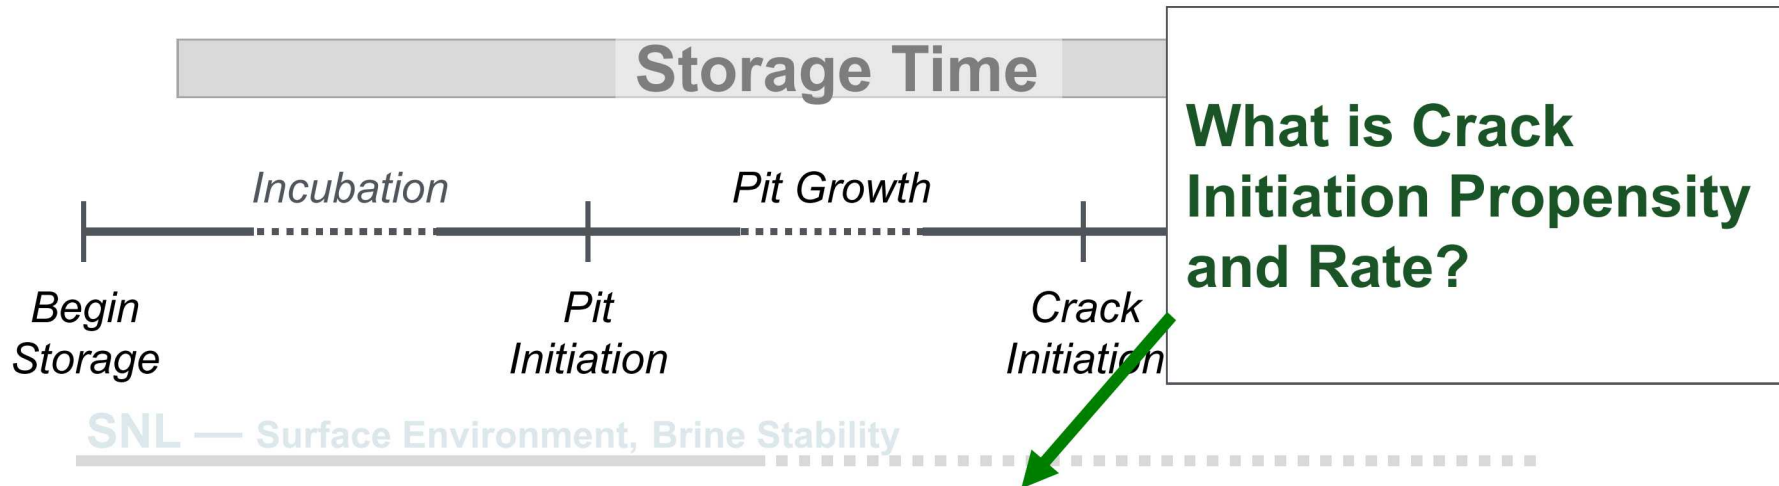 Storage Time
What is Crack
Initiation Propensity
and Rate?
Incubation
Pit Growth
Begin
Storage
Pit
Initiation
Crack
Initiation
SNL — Surface Environment, Brine Stability